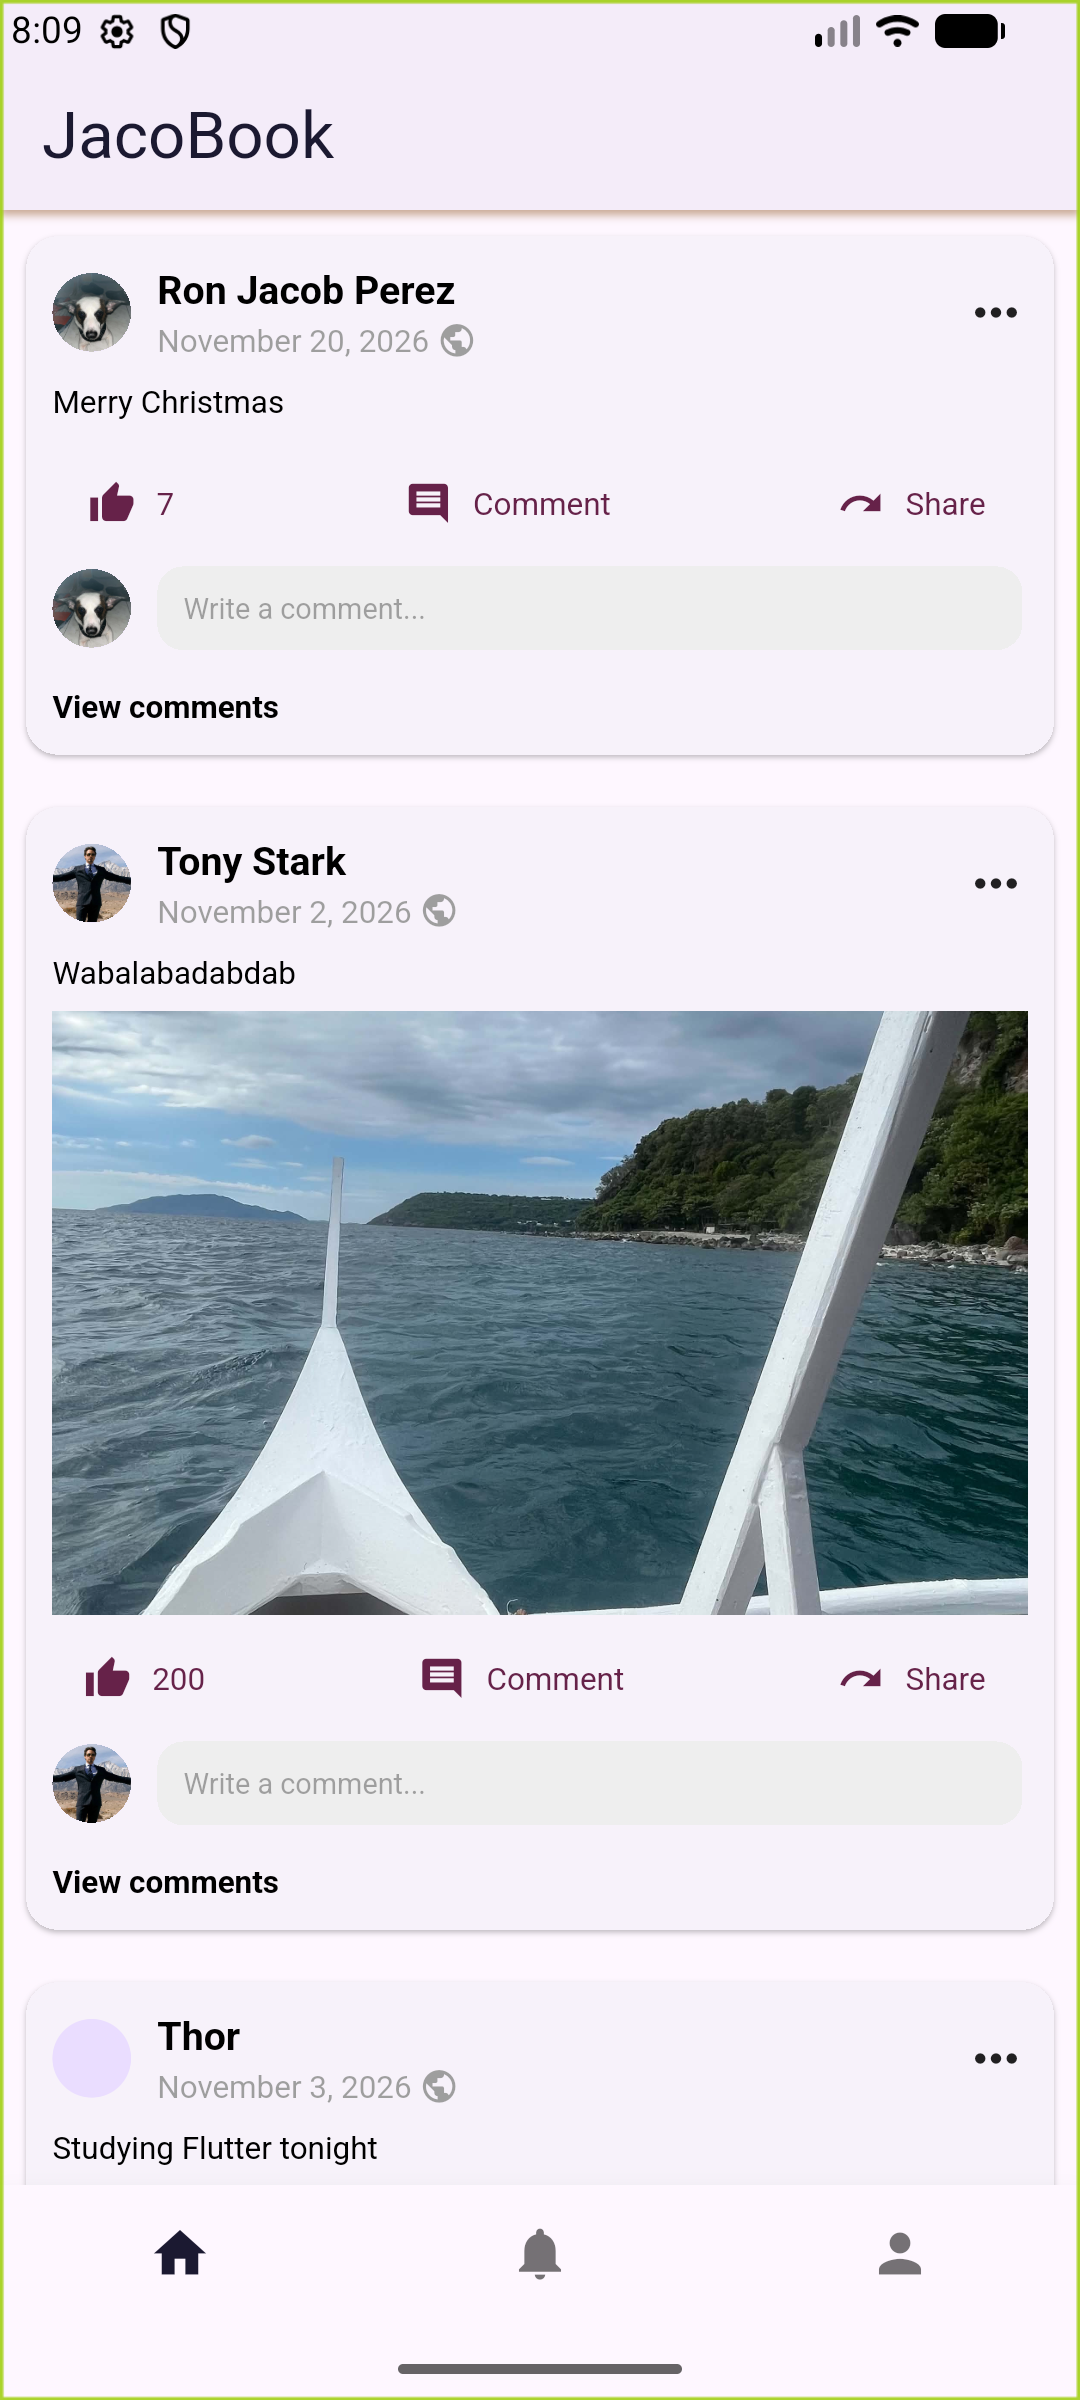 8:09
JacoBook
Ron Jacob Perez
November 20, 2026
Merry Christmas
7 Comment Share
Write a comment...
View comments
Tony Stark
November 2, 2026
Wabalabadabdab
200 Comment Share
Write a comment...
View comments
Thor
November 3, 2026
Studying Flutter tonight